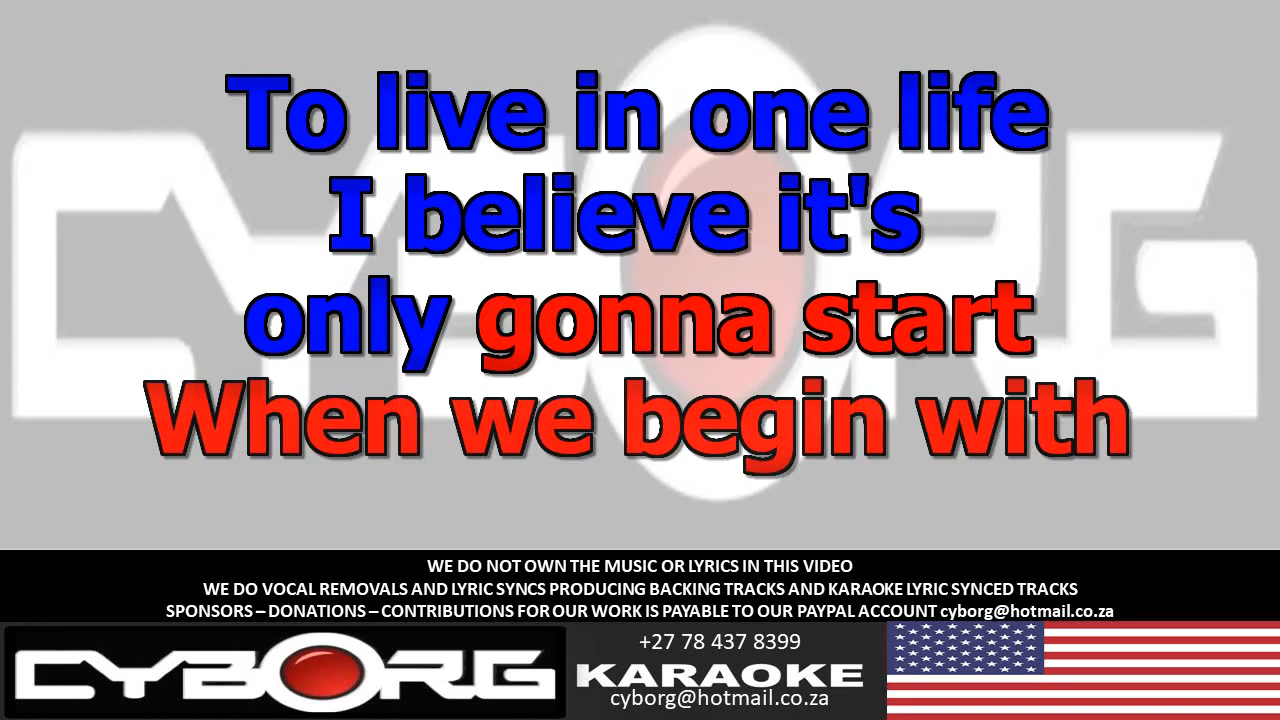 To live in one life
I believe it's
only gonna start
When we begin with
WE DO NOT OWN THE MUSIC OR LYRICS IN THIS VIDEO
WE DO VOCAL REMOVALS AND LYRIC SYNCS PRODUCING BACKING TRACKS AND KARAOKE LYRIC SYNCED TRACKS
SPONSORS – DONATIONS – CONTRIBUTIONS FOR OUR WORK IS PAYABLE TO OUR PAYPAL ACCOUNT cyborg@hotmail.co.za
CYBORG
+27 78 437 8399
KARAOKE
cyborg@hotmail.co.za
CYBORG